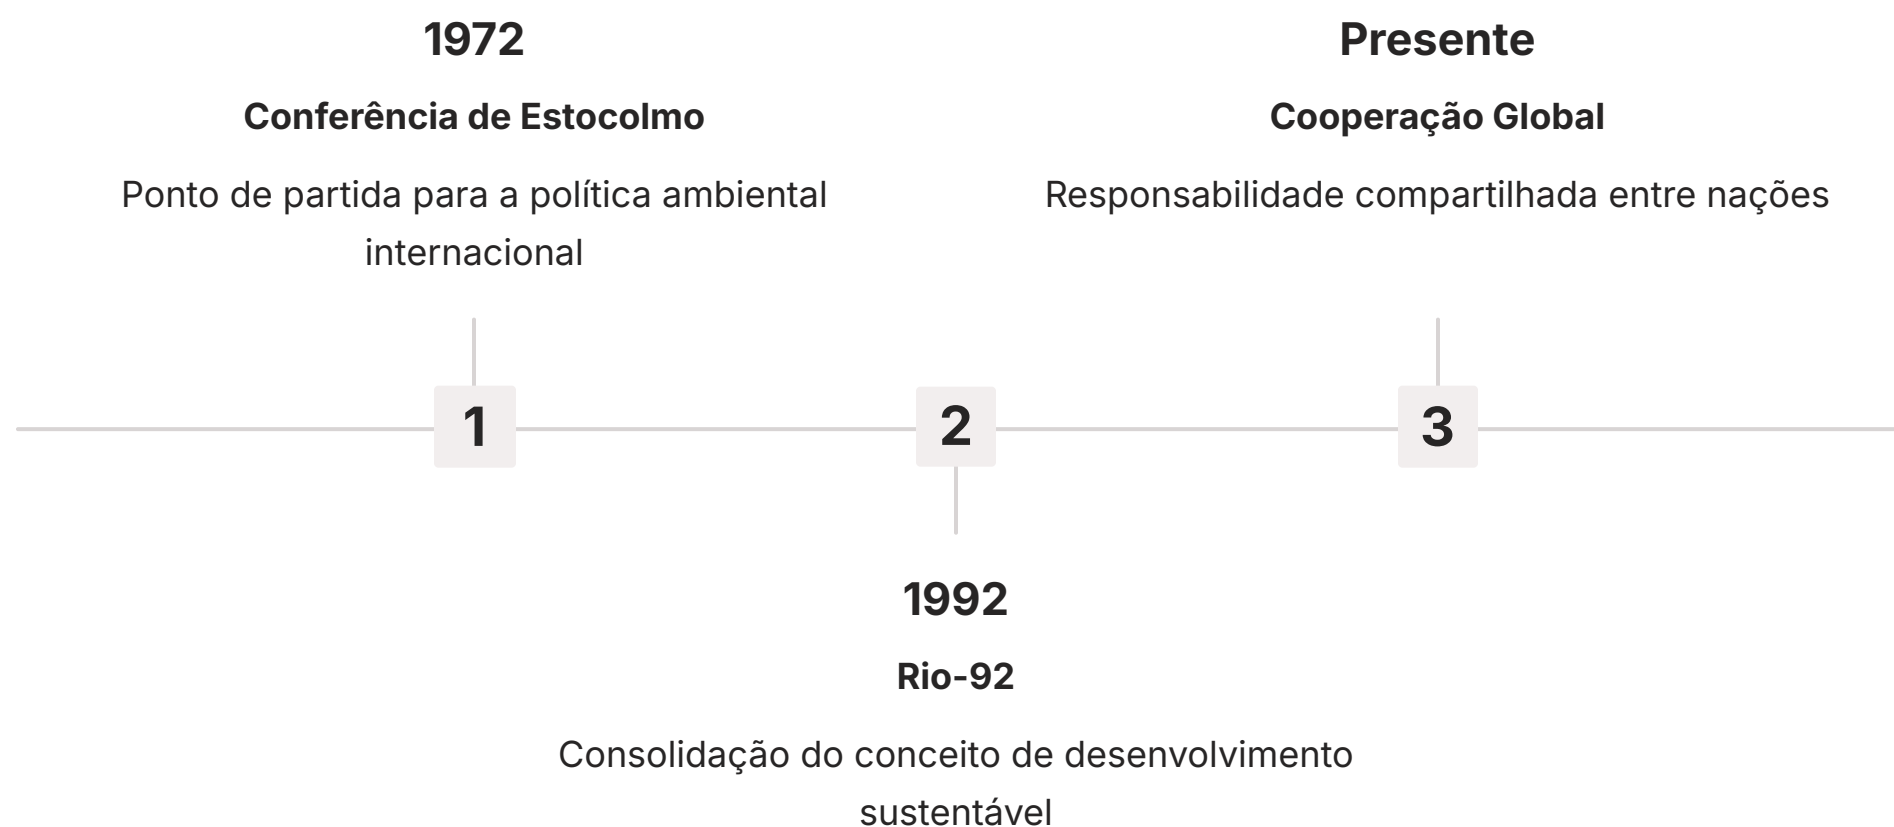 1972
Conferência de Estocolmo
Ponto de partida para a política ambiental
internacional
Presente
Cooperação Global
Responsabilidade compartilhada entre nações
1
2
3
1992
Rio-92
Consolidação do conceito de desenvolvimento
sustentável